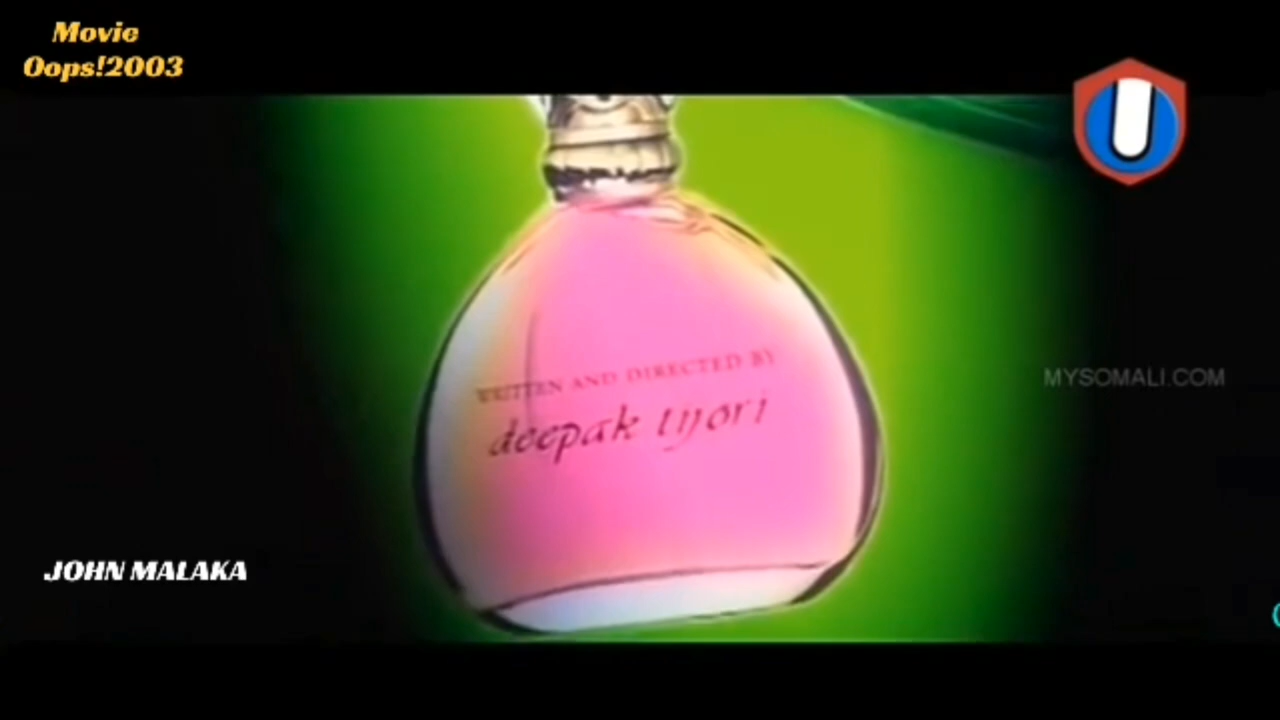 Movie
Oops!2003
U
WRITTEN AND DIRECTED BY
deepak tijori
MYSOMALI.COM
JOHN MALAKA